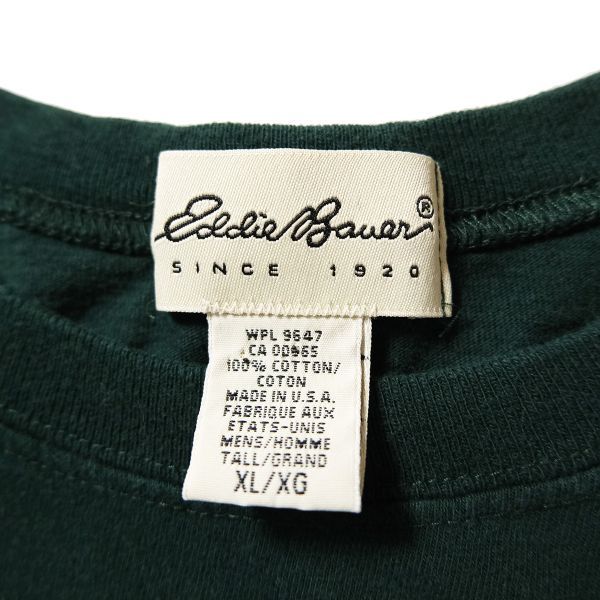 Eddie Bauer®
SINCE 1920
WPL 9647
CA 00965
100% COTTON/
COTON
MADE IN U.S.A.
FABRIQUE AUX
ETATS-UNIS
MENS/HOMME
TALL/GRAND
XL/XG